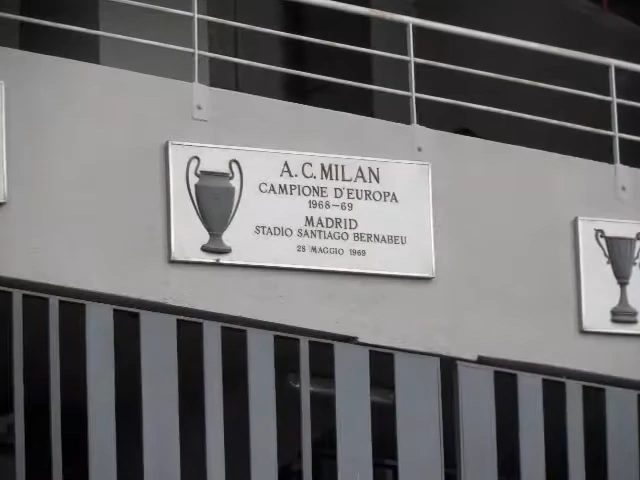 A.C. MILAN
CAMPIONE D'EUROPA
1968-69
MADRID
STADIO SANTIAGO BERNABEU
28 MAGGIO 1969